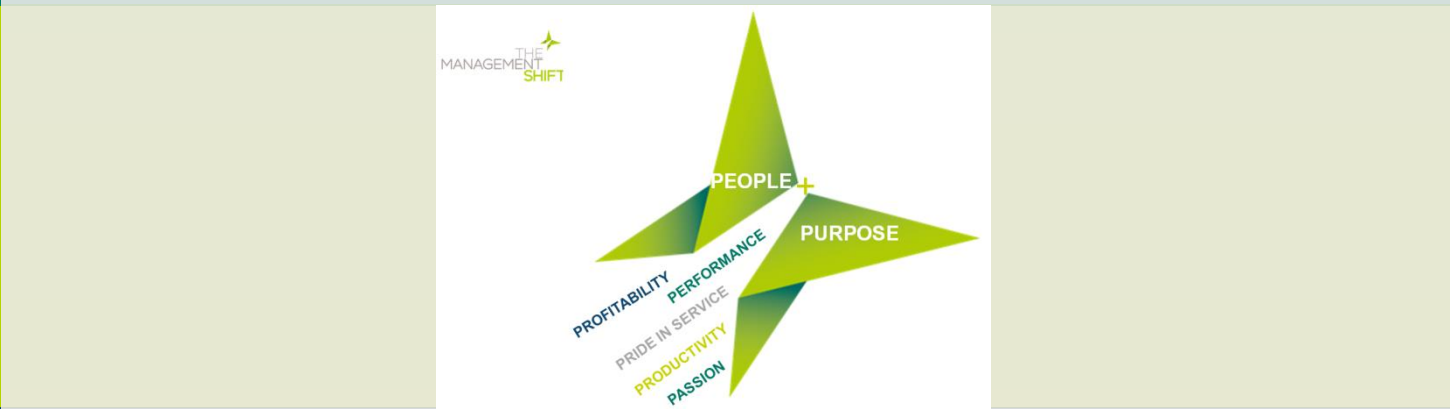 THE
MANAGEMENT
SHIFT
PEOPLE +
PURPOSE
PERFORMANCE
PROFITABILITY
PRIDE IN SERVICE
PRODUCTIVITY
PASSION